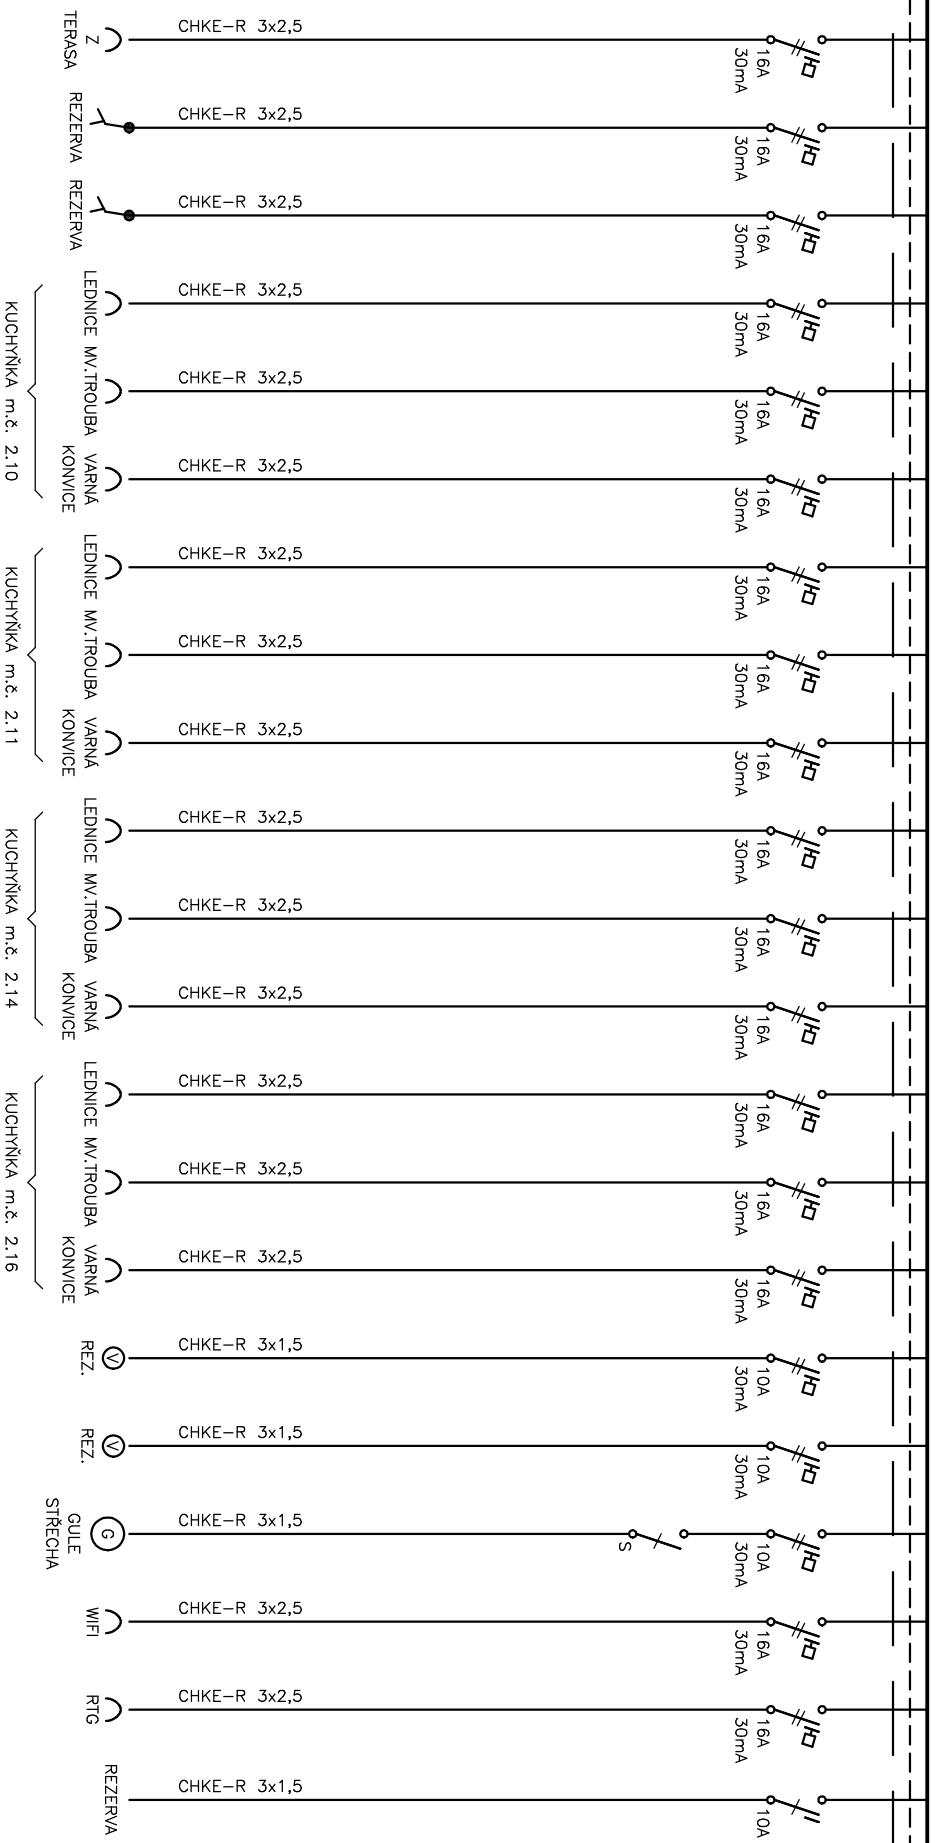 CHKE-R 3x2,5
16A
30mA
Z
TERASA
CHKE-R 3x2,5
16A
30mA
REZERVA
CHKE-R 3x2,5
16A
30mA
REZERVA
CHKE-R 3x2,5
16A
30mA
LEDNICE
CHKE-R 3x2,5
16A
30mA
MV.TROUBA
CHKE-R 3x2,5
16A
30mA
VARNÁ
KONVICE
KUCHYŇKA m.č. 2.10
CHKE-R 3x2,5
16A
30mA
LEDNICE
CHKE-R 3x2,5
16A
30mA
MV.TROUBA
CHKE-R 3x2,5
16A
30mA
VARNÁ
KONVICE
KUCHYŇKA m.č. 2.11
CHKE-R 3x2,5
16A
30mA
LEDNICE
CHKE-R 3x2,5
16A
30mA
MV.TROUBA
CHKE-R 3x2,5
16A
30mA
VARNÁ
KONVICE
KUCHYŇKA m.č. 2.14
CHKE-R 3x2,5
16A
30mA
LEDNICE
CHKE-R 3x2,5
16A
30mA
MV.TROUBA
CHKE-R 3x2,5
16A
30mA
VARNÁ
KONVICE
KUCHYŇKA m.č. 2.16
CHKE-R 3x1,5
10A
30mA
V
REZ.
CHKE-R 3x1,5
10A
30mA
V
REZ.
CHKE-R 3x1,5
10A
30mA
S
G
GULE
STŘECHA
CHKE-R 3x2,5
16A
30mA
WIFI
CHKE-R 3x2,5
16A
30mA
RTG
CHKE-R 3x1,5
10A
REZERVA